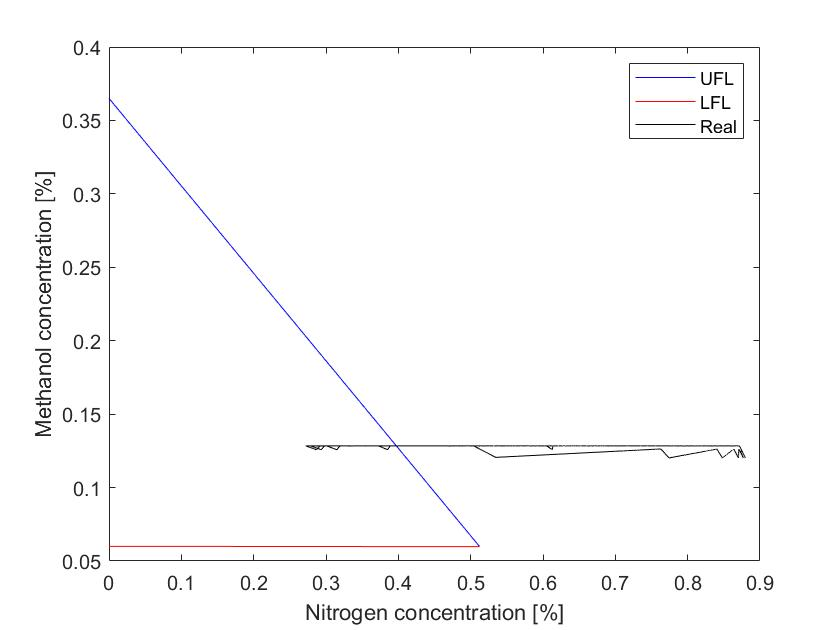 0.4
0.35
0.3
0.25
0.2
0.15
0.1
0.05
Methanol concentration [%]
UFL
LFL
Real
0 0.1 0.2 0.3 0.4 0.5 0.6 0.7 0.8 0.9
Nitrogen concentration [%]